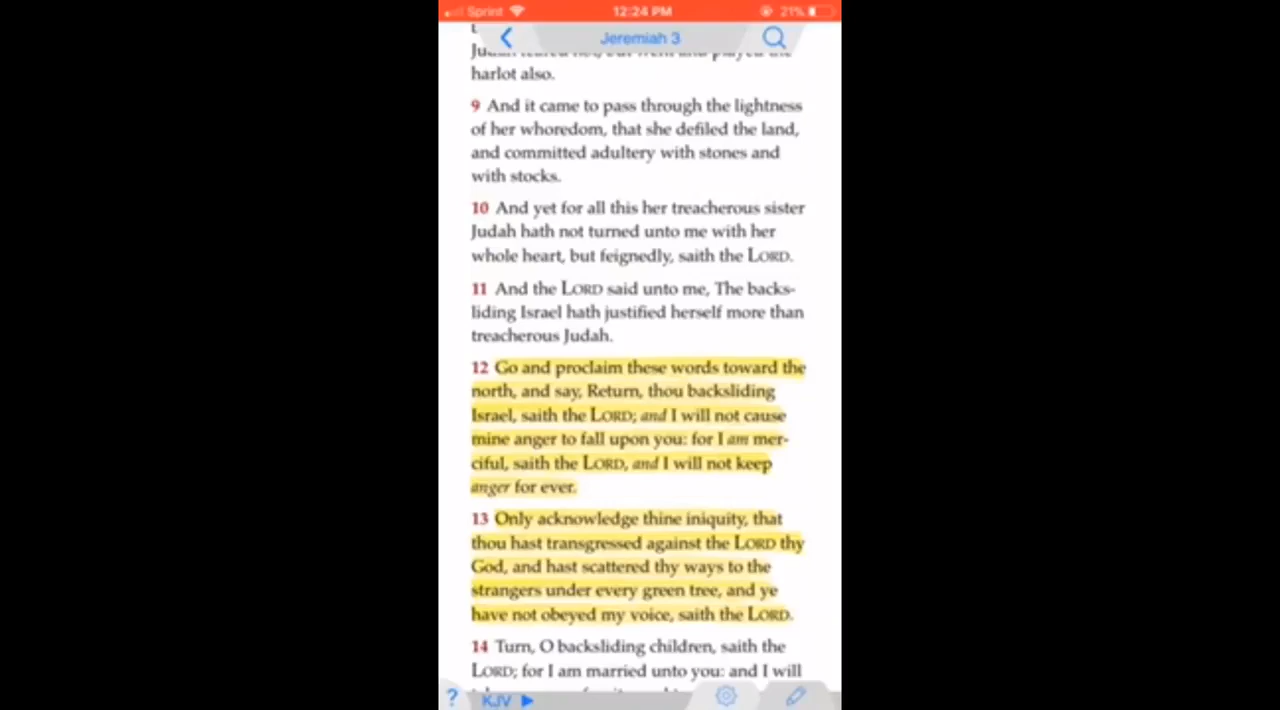 Sprint 12:24 PM 21%
Jeremiah 3
harlot also.
9 And it came to pass through the lightness
of her whoredom, that she defiled the land,
and committed adultery with stones and
with stocks.
10 And yet for all this her treacherous sister
Judah hath not turned unto me with her
whole heart, but feignedly, saith the LORD.
11 And the LORD said unto me, The backs-
liding Israel hath justified herself more than
treacherous Judah.
12 Go and proclaim these words toward the
north, and say, Return, thou backsliding
Israel, saith the LORD; and I will not cause
mine anger to fall upon you: for I am mer-
ciful, saith the LORD, and I will not keep
anger for ever.
13 Only acknowledge thine iniquity, that
thou hast transgressed against the LORD thy
God, and hast scattered thy ways to the
strangers under every green tree, and ye
have not obeyed my voice, saith the LORD.
14 Turn, O backsliding children, saith the
LORD; for I am married unto you: and I will
? KJV